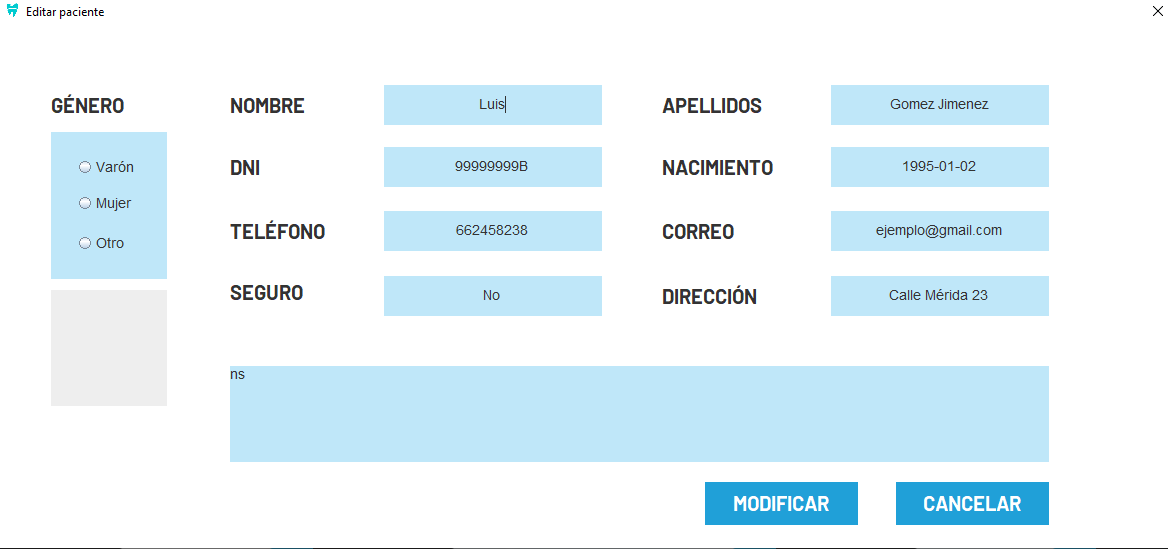 Editar paciente
GÉNERO
Varón
Mujer
Otro
NOMBRE Luis
APELLIDOS Gomez Jimenez
DNI 99999999B
NACIMIENTO 1995-01-02
TELÉFONO 662458238
CORREO ejemplo@gmail.com
SEGURO No
DIRECCIÓN Calle Mérida 23
ns
MODIFICAR
CANCELAR